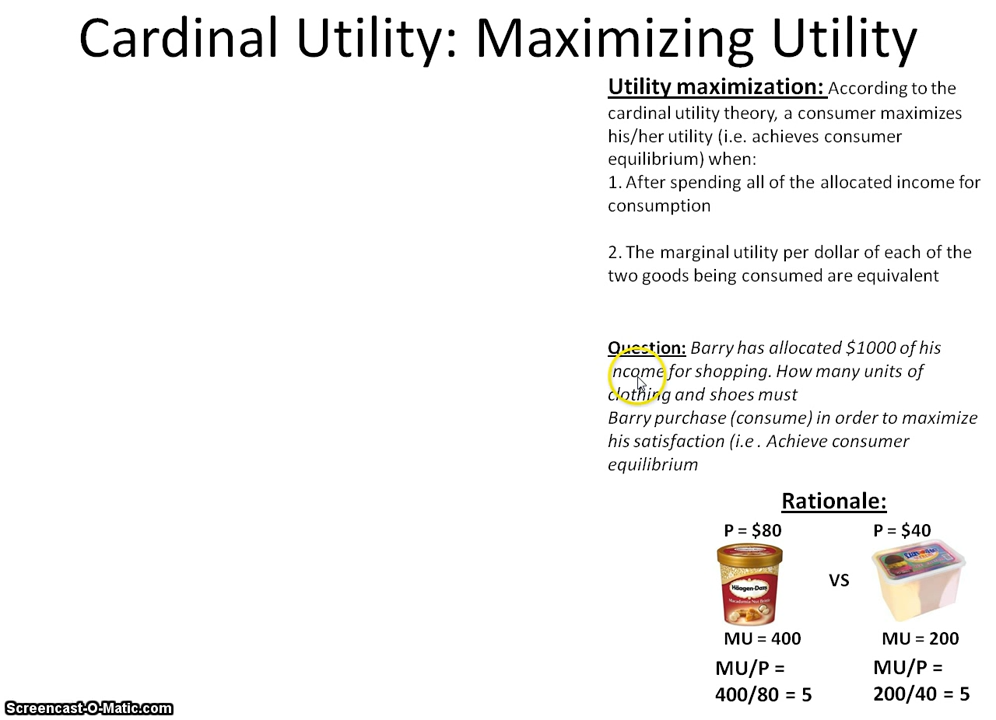 Cardinal Utility: Maximizing Utility
Utility maximization: According to the
cardinal utility theory, a consumer maximizes
his/her utility (i.e. achieves consumer
equilibrium) when:
1. After spending all of the allocated income for
consumption
2. The marginal utility per dollar of each of the
two goods being consumed are equivalent
Question: Barry has allocated $1000 of his
income for shopping. How many units of
clothing and shoes must
Barry purchase (consume) in order to maximize
his satisfaction (i.e . Achieve consumer
equilibrium
Rationale:
P = $80
P = $40
Häagen-Dazs
VS
MU = 400
MU = 200
MU/P =
400/80 = 5
MU/P =
200/40 = 5
Screencast-O-Matic.com